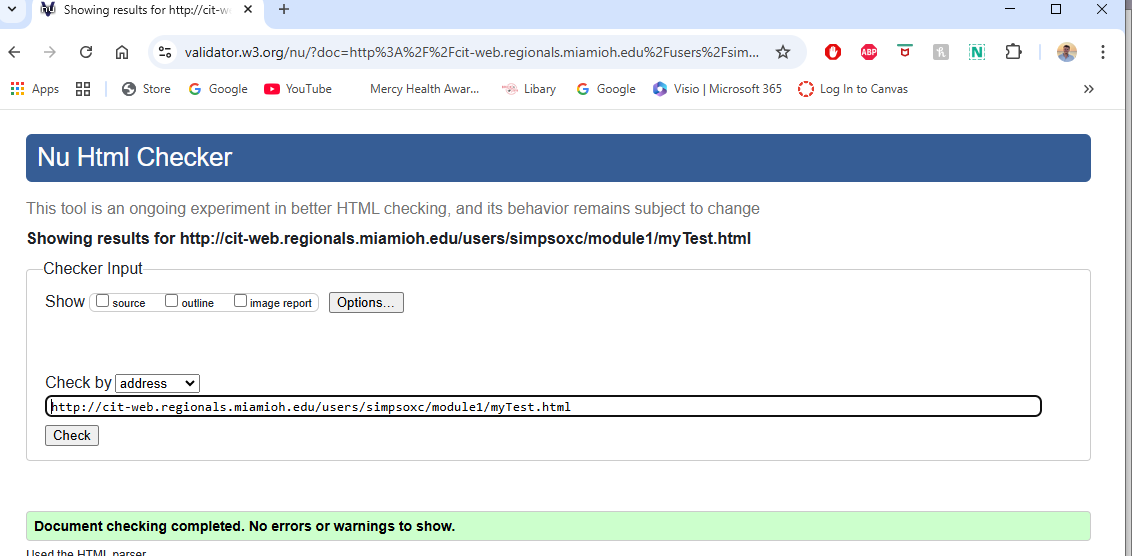 Showing results for http://cit-w
validator.w3.org/nu/?doc=http%3A%2F%2Fcit-web.regionals.miamioh.edu%2Fusers%2Fsim...
ABP
N
Apps Store Google YouTube Mercy Health Awar... Libary Google Visio | Microsoft 365 Log In to Canvas »
Nu Html Checker
This tool is an ongoing experiment in better HTML checking, and its behavior remains subject to change
Showing results for http://cit-web.regionals.miamioh.edu/users/simpsoxc/module1/myTest.html
Checker Input
Show source outline image report Options...
Check by address
http://cit-web.regionals.miamioh.edu/users/simpsoxc/module1/myTest.html
Check
Document checking completed. No errors or warnings to show.
Used the HTML parser.